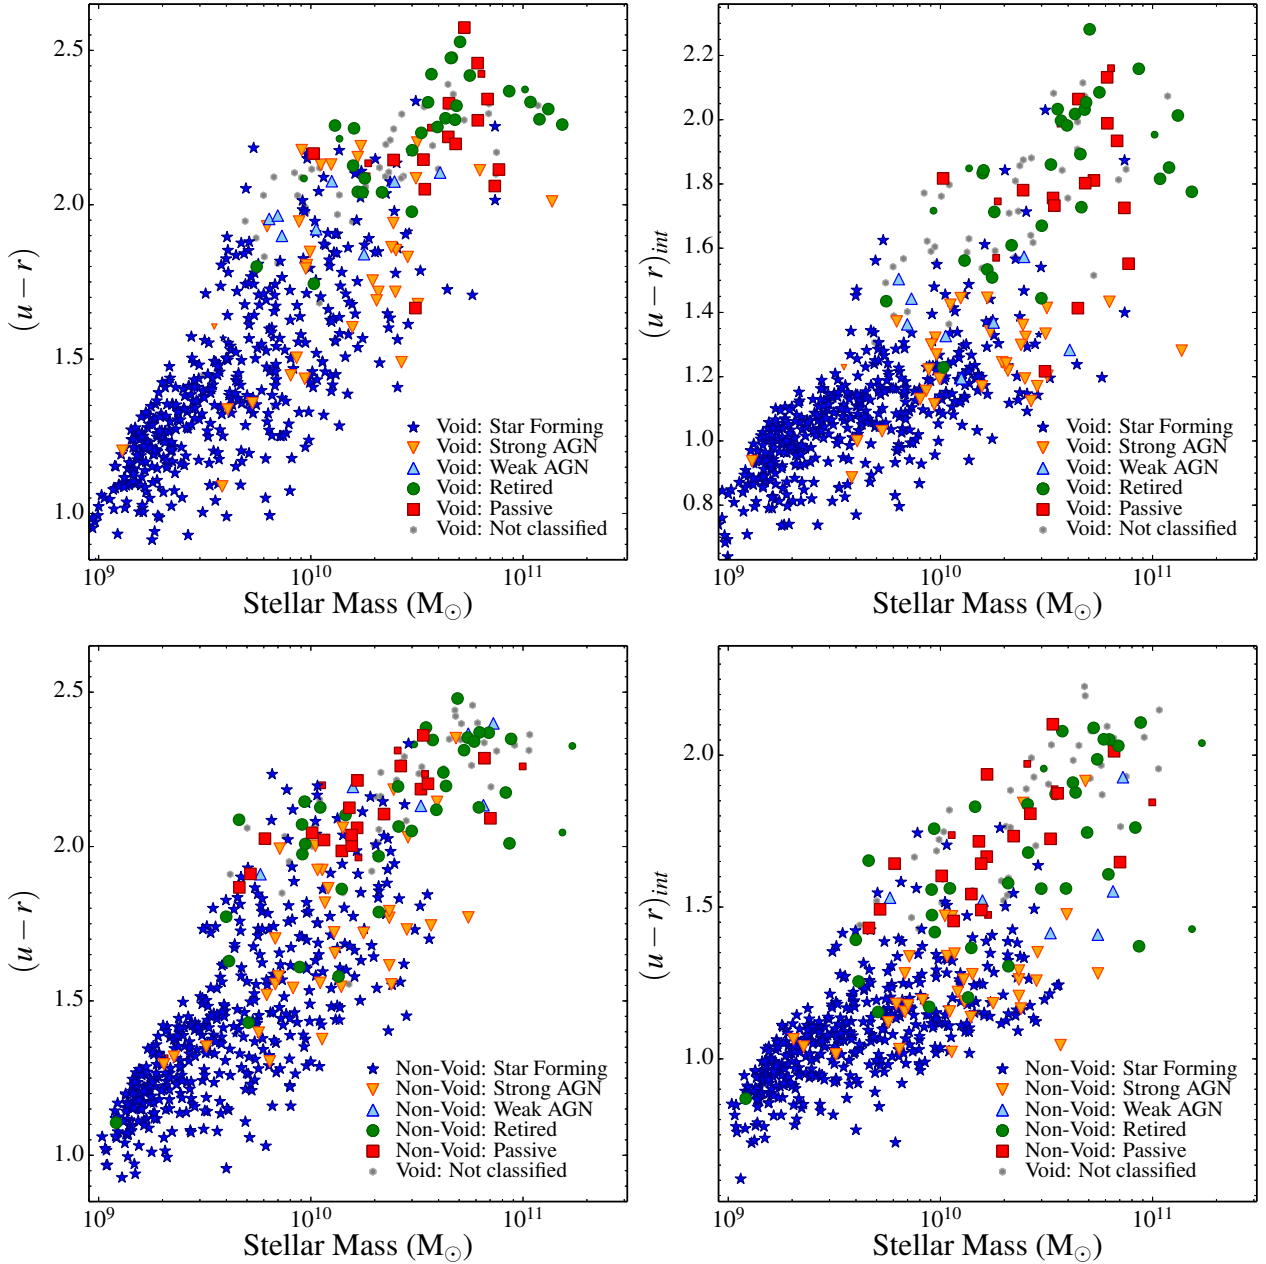 2.5
2.0
1.5
1.0
(u − r)
Void: Star Forming
Void: Strong AGN
Void: Weak AGN
Void: Retired
Void: Passive
Void: Not classified
10⁹ 10¹⁰ 10¹¹
Stellar Mass (M☉)
2.2
2.0
1.8
1.6
1.4
1.2
1.0
0.8
(u − r)int
Void: Star Forming
Void: Strong AGN
Void: Weak AGN
Void: Retired
Void: Passive
Void: Not classified
10⁹ 10¹⁰ 10¹¹
Stellar Mass (M☉)
2.5
2.0
1.5
1.0
(u − r)
Non-Void: Star Forming
Non-Void: Strong AGN
Non-Void: Weak AGN
Non-Void: Retired
Non-Void: Passive
Void: Not classified
10⁹ 10¹⁰ 10¹¹
Stellar Mass (M☉)
2.0
1.5
1.0
(u − r)int
Non-Void: Star Forming
Non-Void: Strong AGN
Non-Void: Weak AGN
Non-Void: Retired
Non-Void: Passive
Void: Not classified
10⁹ 10¹⁰ 10¹¹
Stellar Mass (M☉)